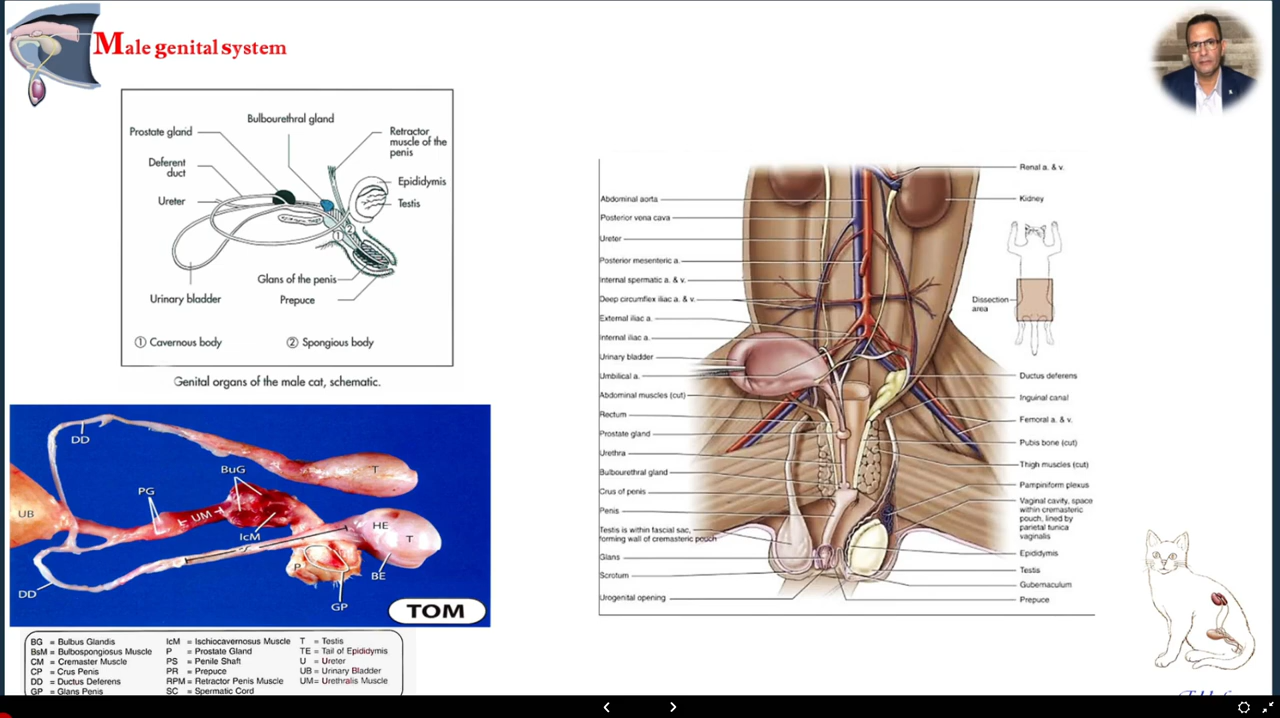 Male genital system
Prostate gland
Bulbourethral gland
Retractor
muscle of the
penis
Deferent
duct
Epididymis
Ureter
Testis
1
2
Glans of the penis
Urinary bladder
Prepuce
① Cavernous body
② Spongious body
Genital organs of the male cat, schematic.
DD
T
BuG
PG
UB
UM
HE
IcM
T
P
BE
DD
GP
TOM
BG = Bulbus Glandis
BsM = Bulbospongiosus Muscle
CM = Cremaster Muscle
CP = Crus Penis
DD = Ductus Deferens
GP = Glans Penis
IcM = Ischiocavernosus Muscle
P = Prostate Gland
PS = Penile Shaft
PR = Prepuce
RPM = Retractor Penis Muscle
SC = Spermatic Cord
T = Testis
TE = Tail of Epididymis
U = Ureter
UB = Urinary Bladder
UM = Urethralis Muscle
Abdominal aorta
Posterior vena cava
Ureter
Posterior mesenteric a.
Internal spermatic a. & v.
Deep circumflex iliac a. & v.
External iliac a.
Internal iliac a.
Urinary bladder
Umbilical a.
Abdominal muscles (cut)
Rectum
Prostate gland
Urethra
Bulbourethral gland
Crus of penis
Penis
Testis is within fascial sac,
forming wall of cremasteric pouch
Glans
Scrotum
Urogenital opening
Renal a. & v.
Kidney
Dissection
area
Ductus deferens
Inguinal canal
Femoral a. & v.
Pubis bone (cut)
Thigh muscles (cut)
Pampiniform plexus
Vaginal cavity, space
within cremasteric
pouch, lined by
parietal tunica
vaginalis
Epididymis
Testis
Gubernaculum
Prepuce